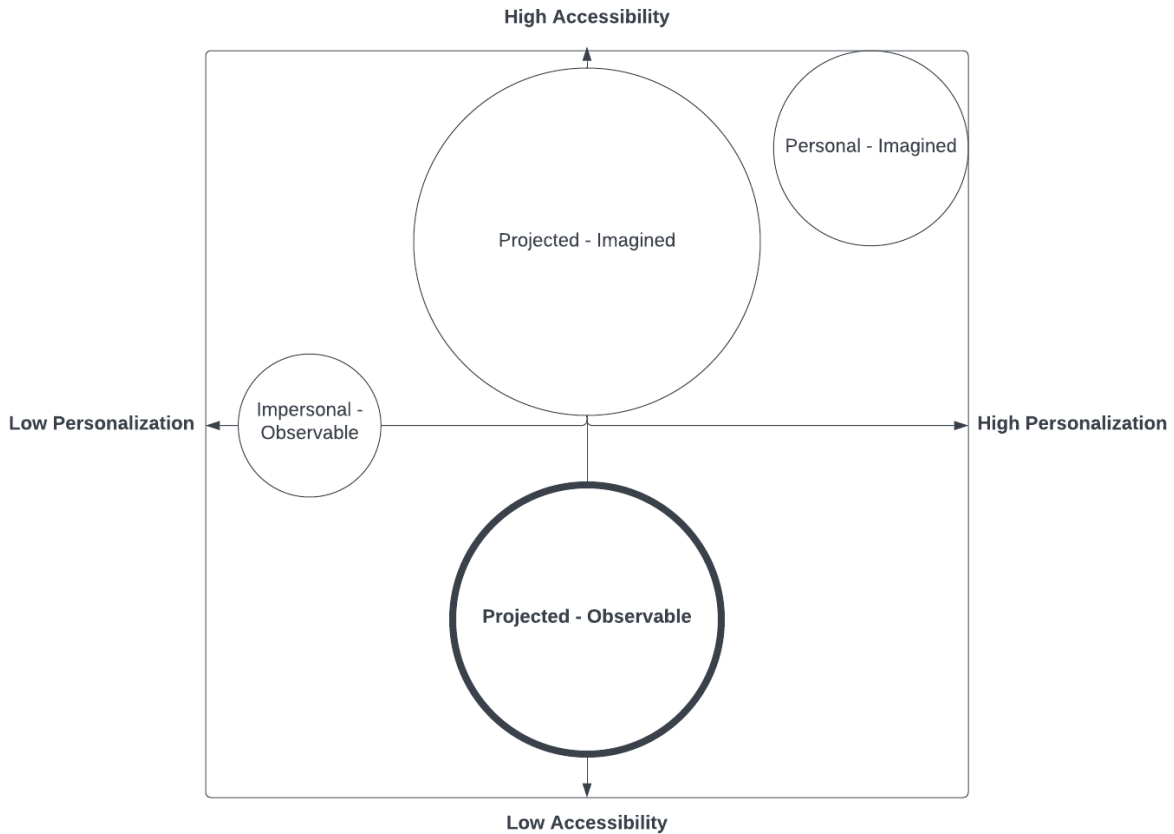 High Accessibility
Personal - Imagined
Projected - Imagined
Impersonal -
Observable
Low Personalization
High Personalization
Projected - Observable
Low Accessibility